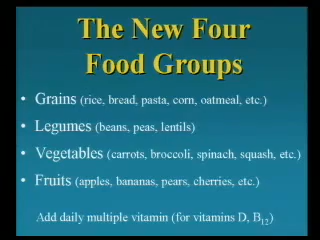 The New Four
Food Groups
• Grains (rice, bread, pasta, corn, oatmeal, etc.)
• Legumes (beans, peas, lentils)
• Vegetables (carrots, broccoli, spinach, squash, etc.)
• Fruits (apples, bananas, pears, cherries, etc.)
Add daily multiple vitamin (for vitamins D, B12)